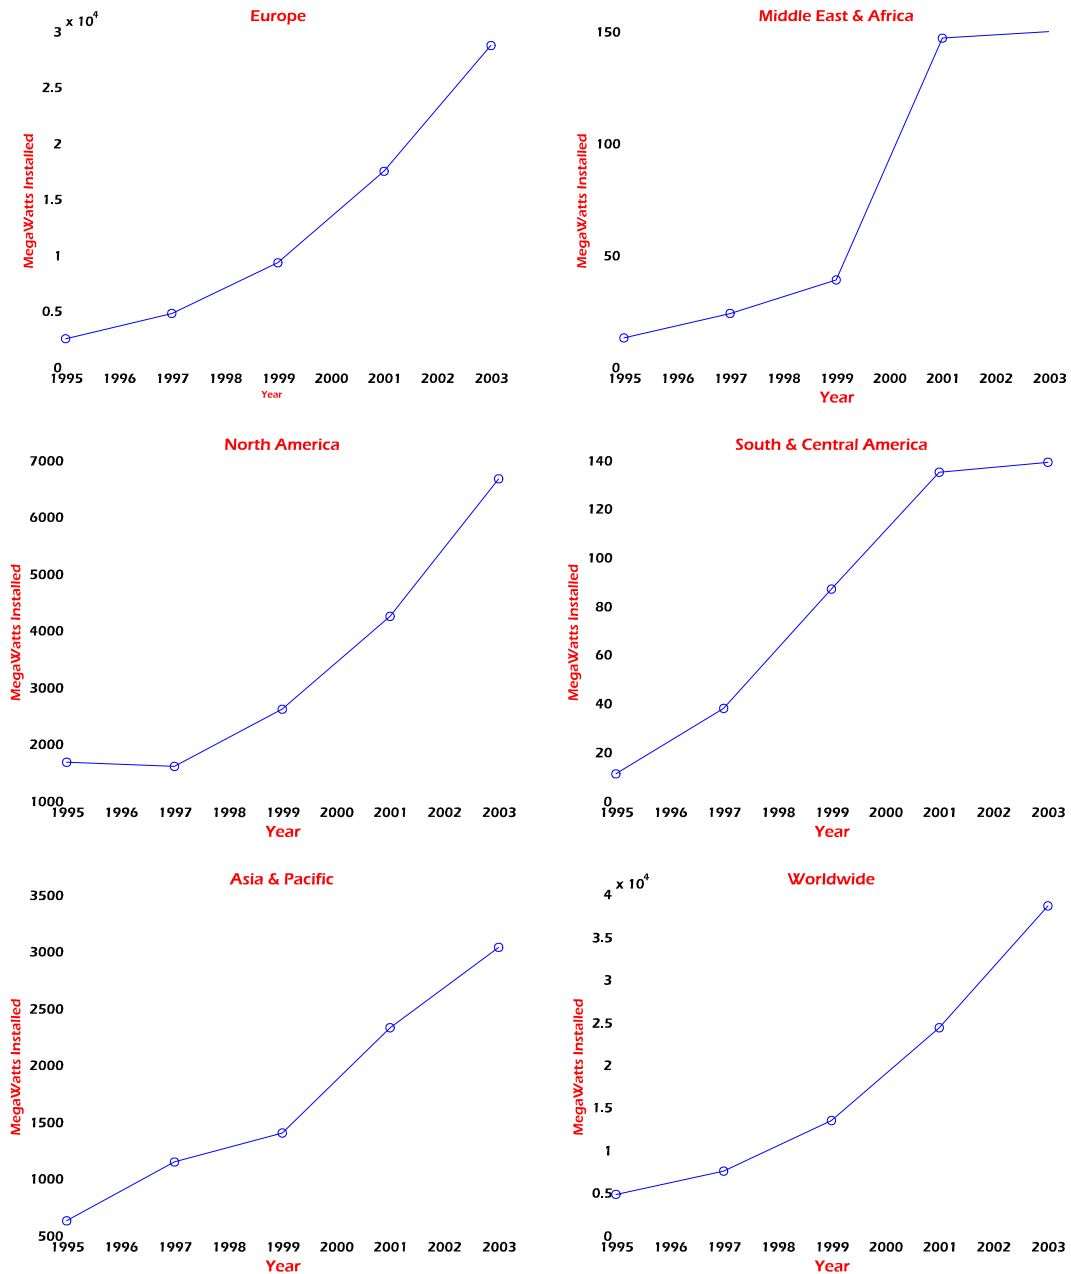 Europe
x 10^4
3
2.5
2
1.5
1
0.5
0
MegaWatts Installed
1995 1996 1997 1998 1999 2000 2001 2002 2003
Year
Middle East & Africa
150
100
50
0
MegaWatts Installed
1995 1996 1997 1998 1999 2000 2001 2002 2003
Year
North America
7000
6000
5000
4000
3000
2000
1000
MegaWatts Installed
1995 1996 1997 1998 1999 2000 2001 2002 2003
Year
South & Central America
140
120
100
80
60
40
20
0
MegaWatts Installed
1995 1996 1997 1998 1999 2000 2001 2002 2003
Year
Asia & Pacific
3500
3000
2500
2000
1500
1000
500
MegaWatts Installed
1995 1996 1997 1998 1999 2000 2001 2002 2003
Year
Worldwide
x 10^4
4
3.5
3
2.5
2
1.5
1
0.5
0
MegaWatts Installed
1995 1996 1997 1998 1999 2000 2001 2002 2003
Year